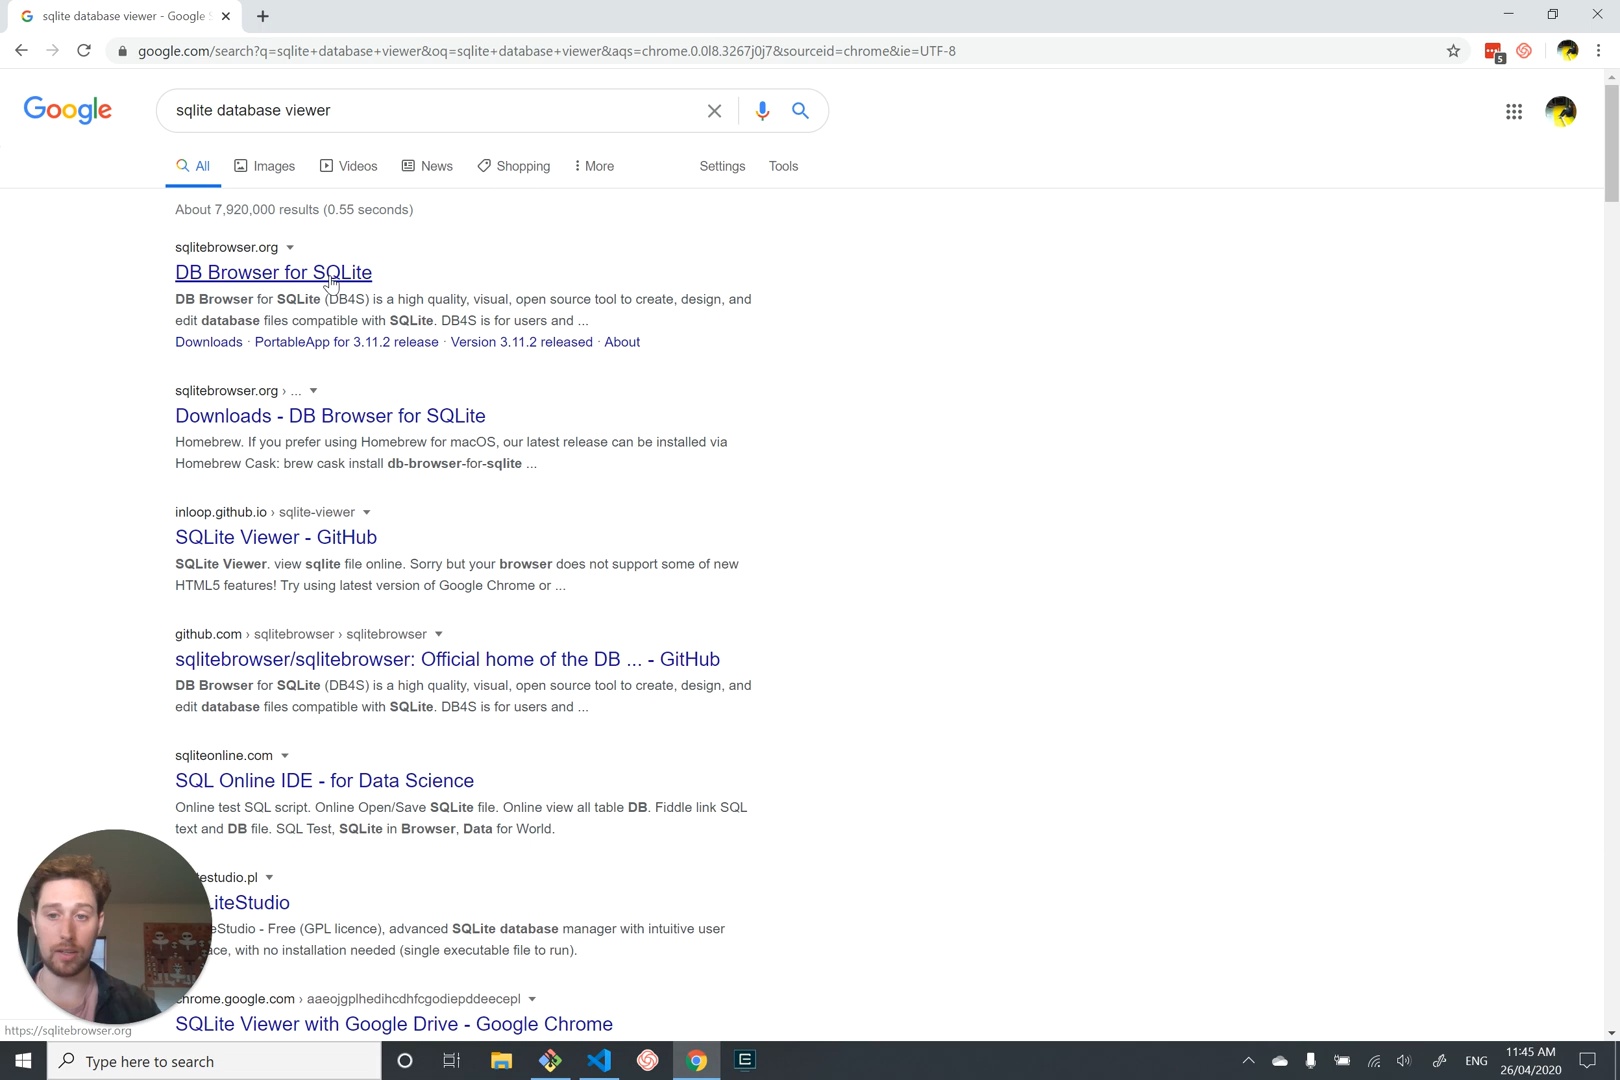 sqlite database viewer - Google S
google.com/search?q=sqlite+database+viewer&oq=sqlite+database+viewer&aqs=chrome.0.0l8.3267j0j7&sourceid=chrome&ie=UTF-8
5
Google
sqlite database viewer
All
Images
Videos
News
Shopping
More
Settings
Tools
About 7,920,000 results (0.55 seconds)
sqlitebrowser.org
DB Browser for SQLite
DB Browser for SQLite (DB4S) is a high quality, visual, open source tool to create, design, and
edit database files compatible with SQLite. DB4S is for users and ...
Downloads · PortableApp for 3.11.2 release · Version 3.11.2 released · About
sqlitebrowser.org › ...
Downloads - DB Browser for SQLite
Homebrew. If you prefer using Homebrew for macOS, our latest release can be installed via
Homebrew Cask: brew cask install db-browser-for-sqlite ...
inloop.github.io › sqlite-viewer
SQLite Viewer - GitHub
SQLite Viewer. view sqlite file online. Sorry but your browser does not support some of new
HTML5 features! Try using latest version of Google Chrome or ...
github.com › sqlitebrowser › sqlitebrowser
sqlitebrowser/sqlitebrowser: Official home of the DB ... - GitHub
DB Browser for SQLite (DB4S) is a high quality, visual, open source tool to create, design, and
edit database files compatible with SQLite. DB4S is for users and ...
sqliteonline.com
SQL Online IDE - for Data Science
Online test SQL script. Online Open/Save SQLite file. Online view all table DB. Fiddle link SQL
text and DB file. SQL Test, SQLite in Browser, Data for World.
estudio.pl
LiteStudio
eStudio - Free (GPL licence), advanced SQLite database manager with intuitive user
ace, with no installation needed (single executable file to run).
chrome.google.com › aaeojgplhedihcdhfcgodiepddeecepl
SQLite Viewer with Google Drive - Google Chrome
https://sqlitebrowser.org
Type here to search
ENG
11:45 AM
26/04/2020